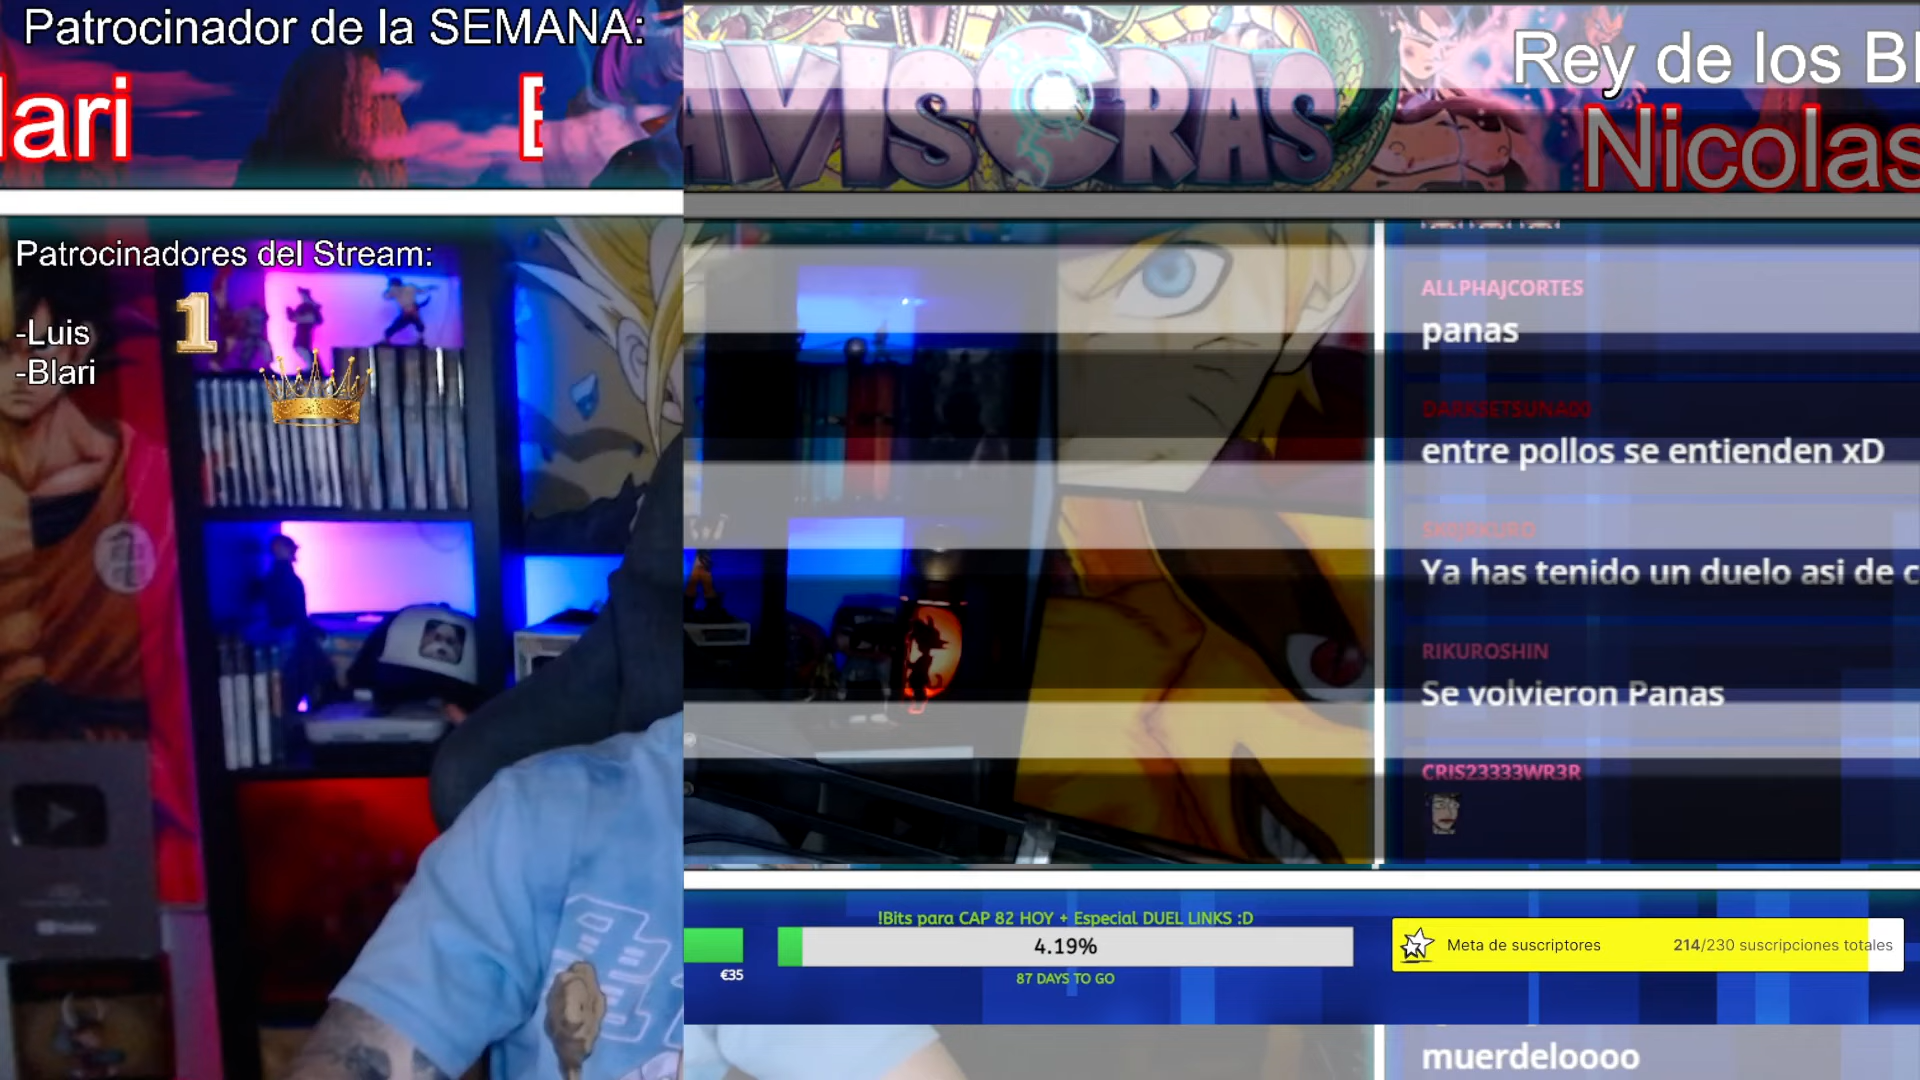 Patrocinador de la SEMANA:
lari
Patrocinadores del Stream:
1
-Luis
-Blari
AVISCRAS
Rey de los
Nicolas
ALLPHAJCORTES
panas
DARKSETSUNA00
entre pollos se entienden xD
Ya has tenido un duelo asi de c
RIKUROSHIN
Se volvieron Panas
CRIS23333WR3R
!Bits para CAP 82 HOY + Especial DUEL LINKS :D
4.19%
€35
87 DAYS TO GO
Meta de suscriptores
214/230 suscripciones totales
muerdeloooo